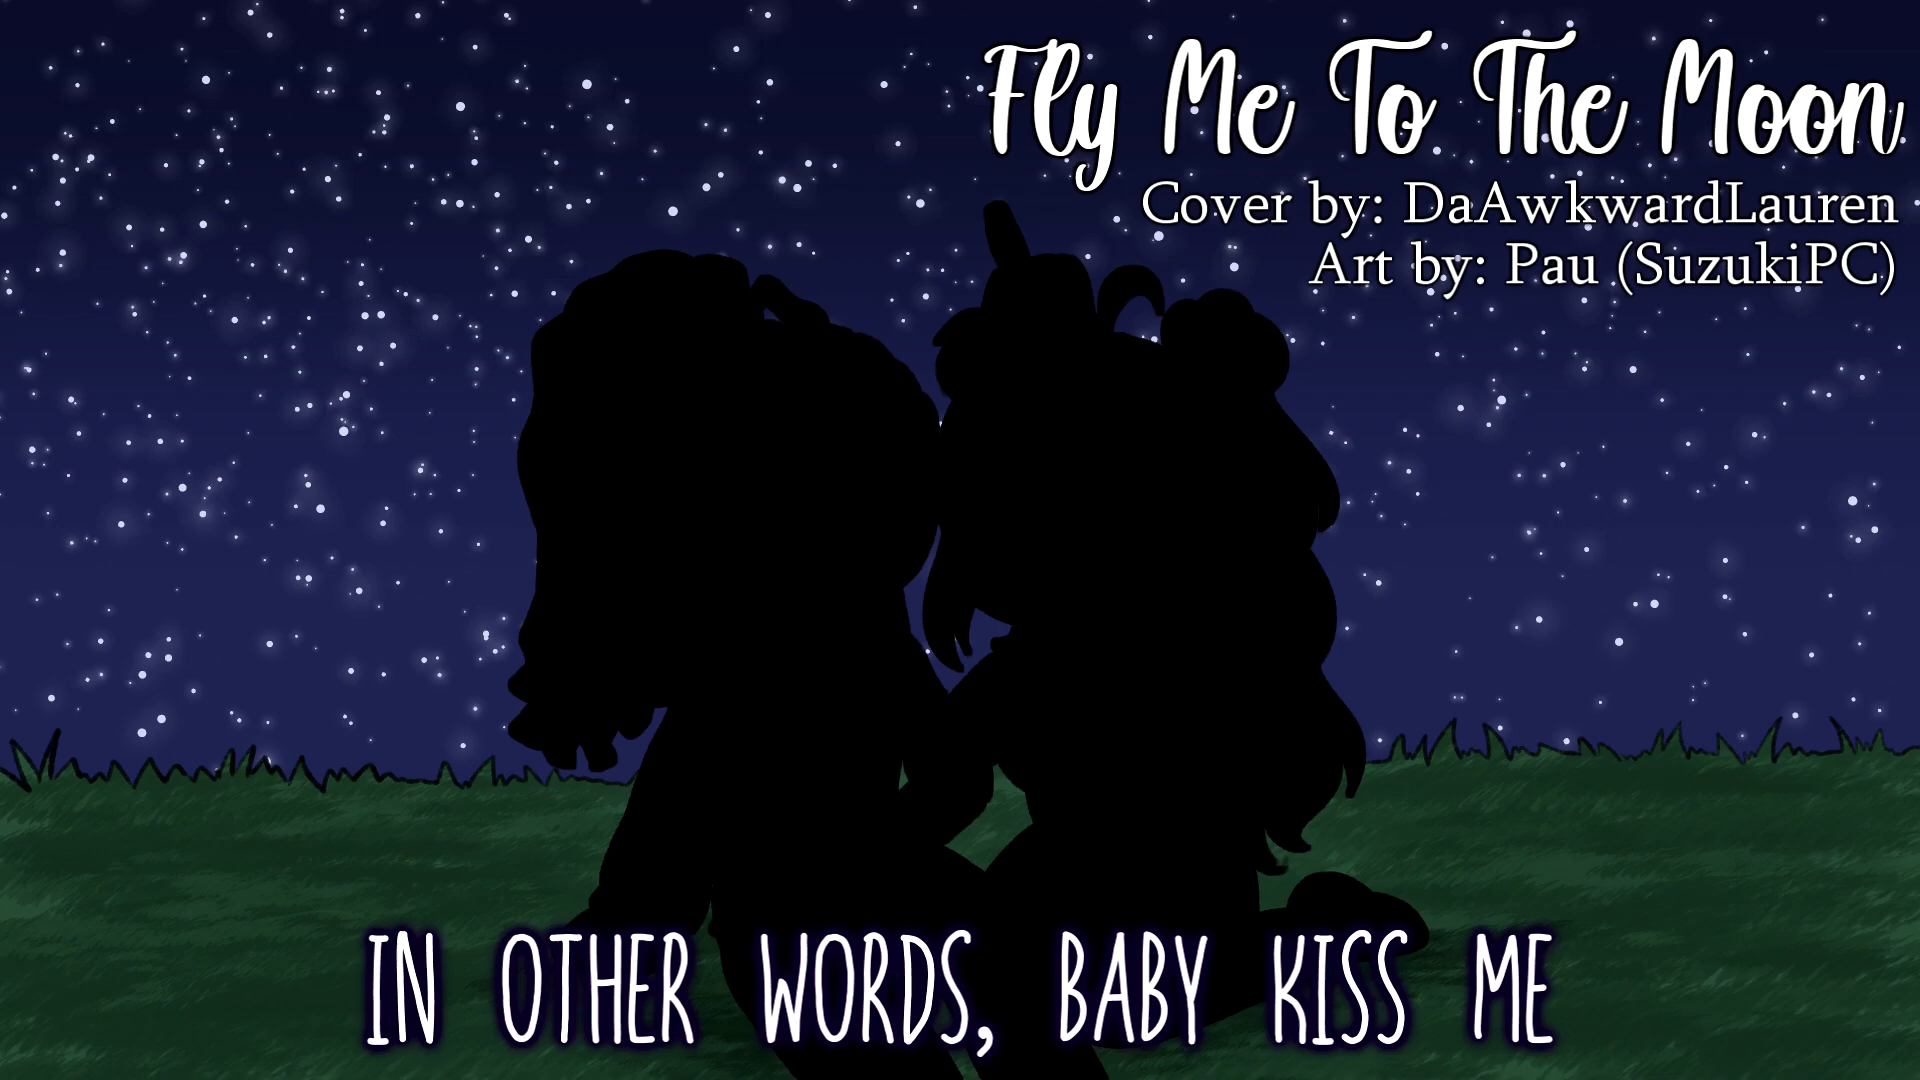 Fly Me To The Moon
Cover by: DaAwkwardLauren
Art by: Pau (SuzukiPC)
IN OTHER WORDS, BABY KISS ME